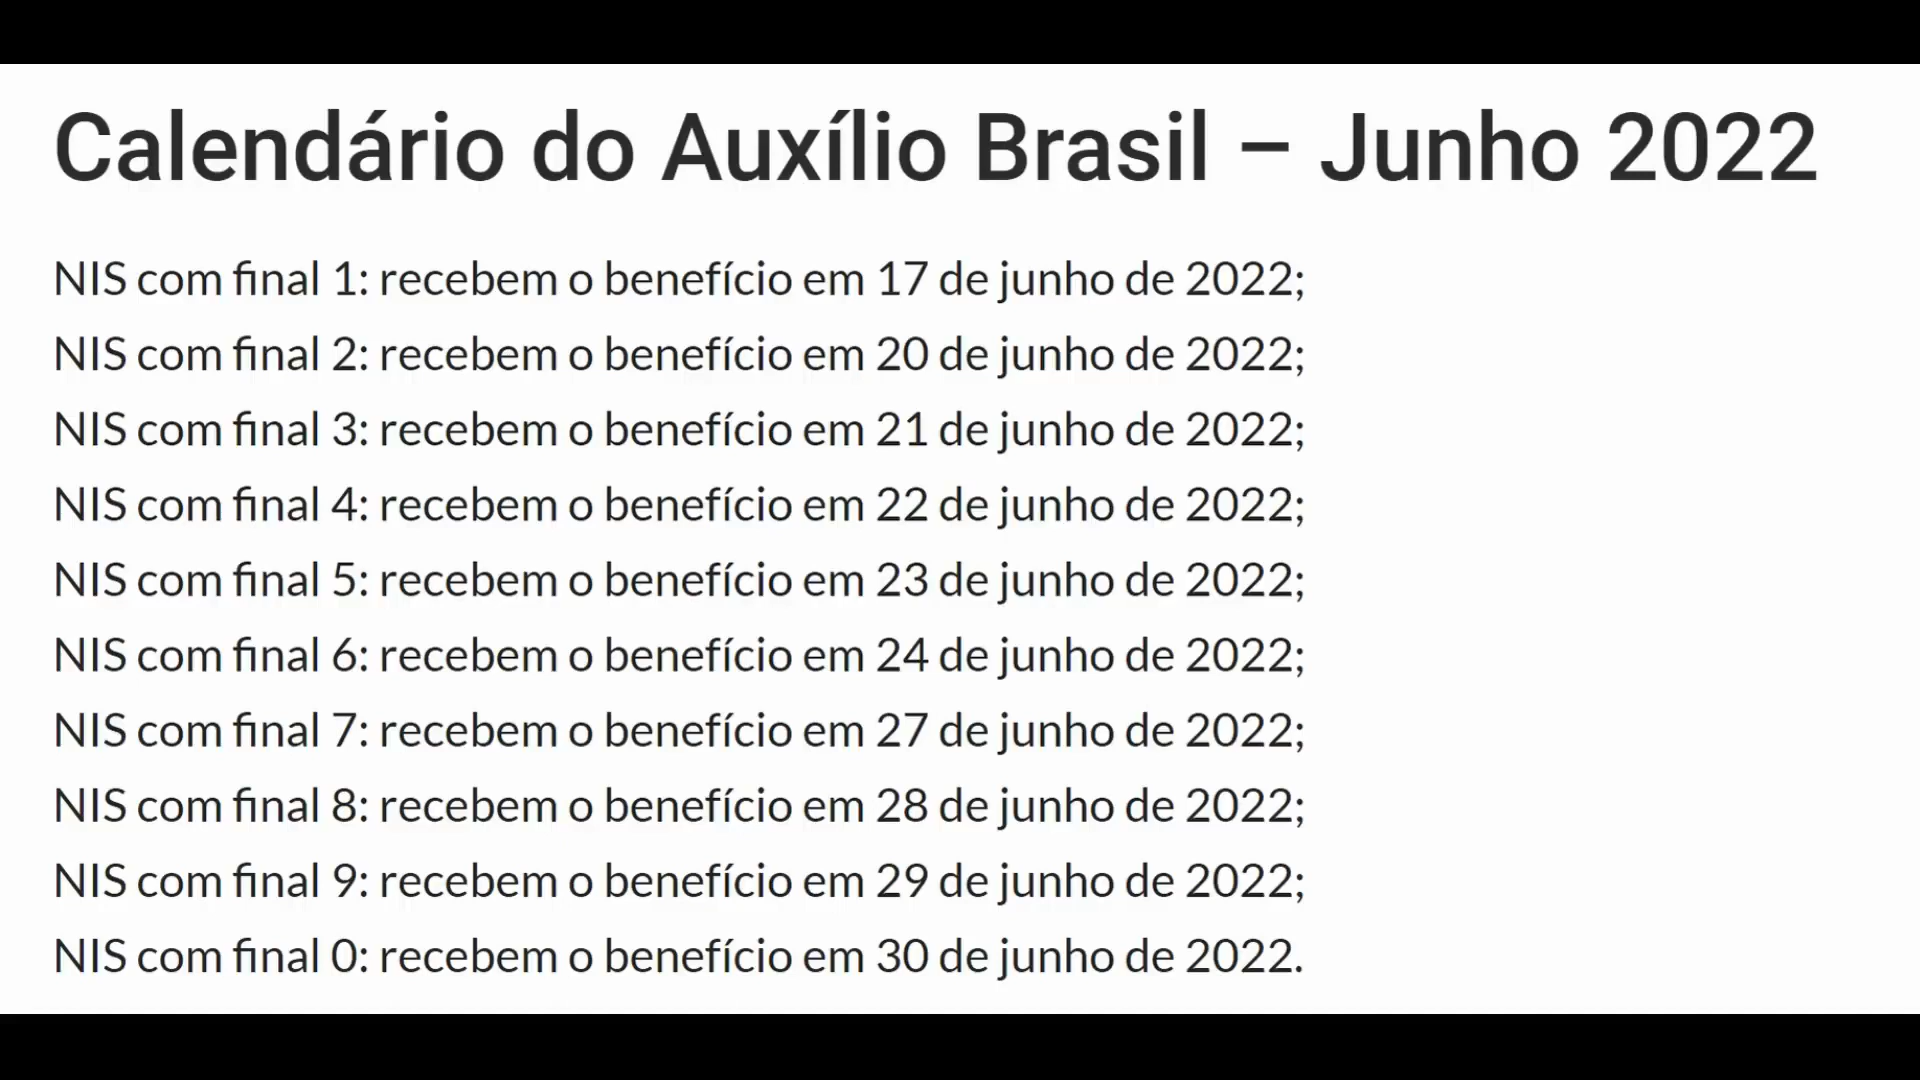 Calendário do Auxílio Brasil – Junho 2022
NIS com final 1: recebem o benefício em 17 de junho de 2022;
NIS com final 2: recebem o benefício em 20 de junho de 2022;
NIS com final 3: recebem o benefício em 21 de junho de 2022;
NIS com final 4: recebem o benefício em 22 de junho de 2022;
NIS com final 5: recebem o benefício em 23 de junho de 2022;
NIS com final 6: recebem o benefício em 24 de junho de 2022;
NIS com final 7: recebem o benefício em 27 de junho de 2022;
NIS com final 8: recebem o benefício em 28 de junho de 2022;
NIS com final 9: recebem o benefício em 29 de junho de 2022;
NIS com final 0: recebem o benefício em 30 de junho de 2022.